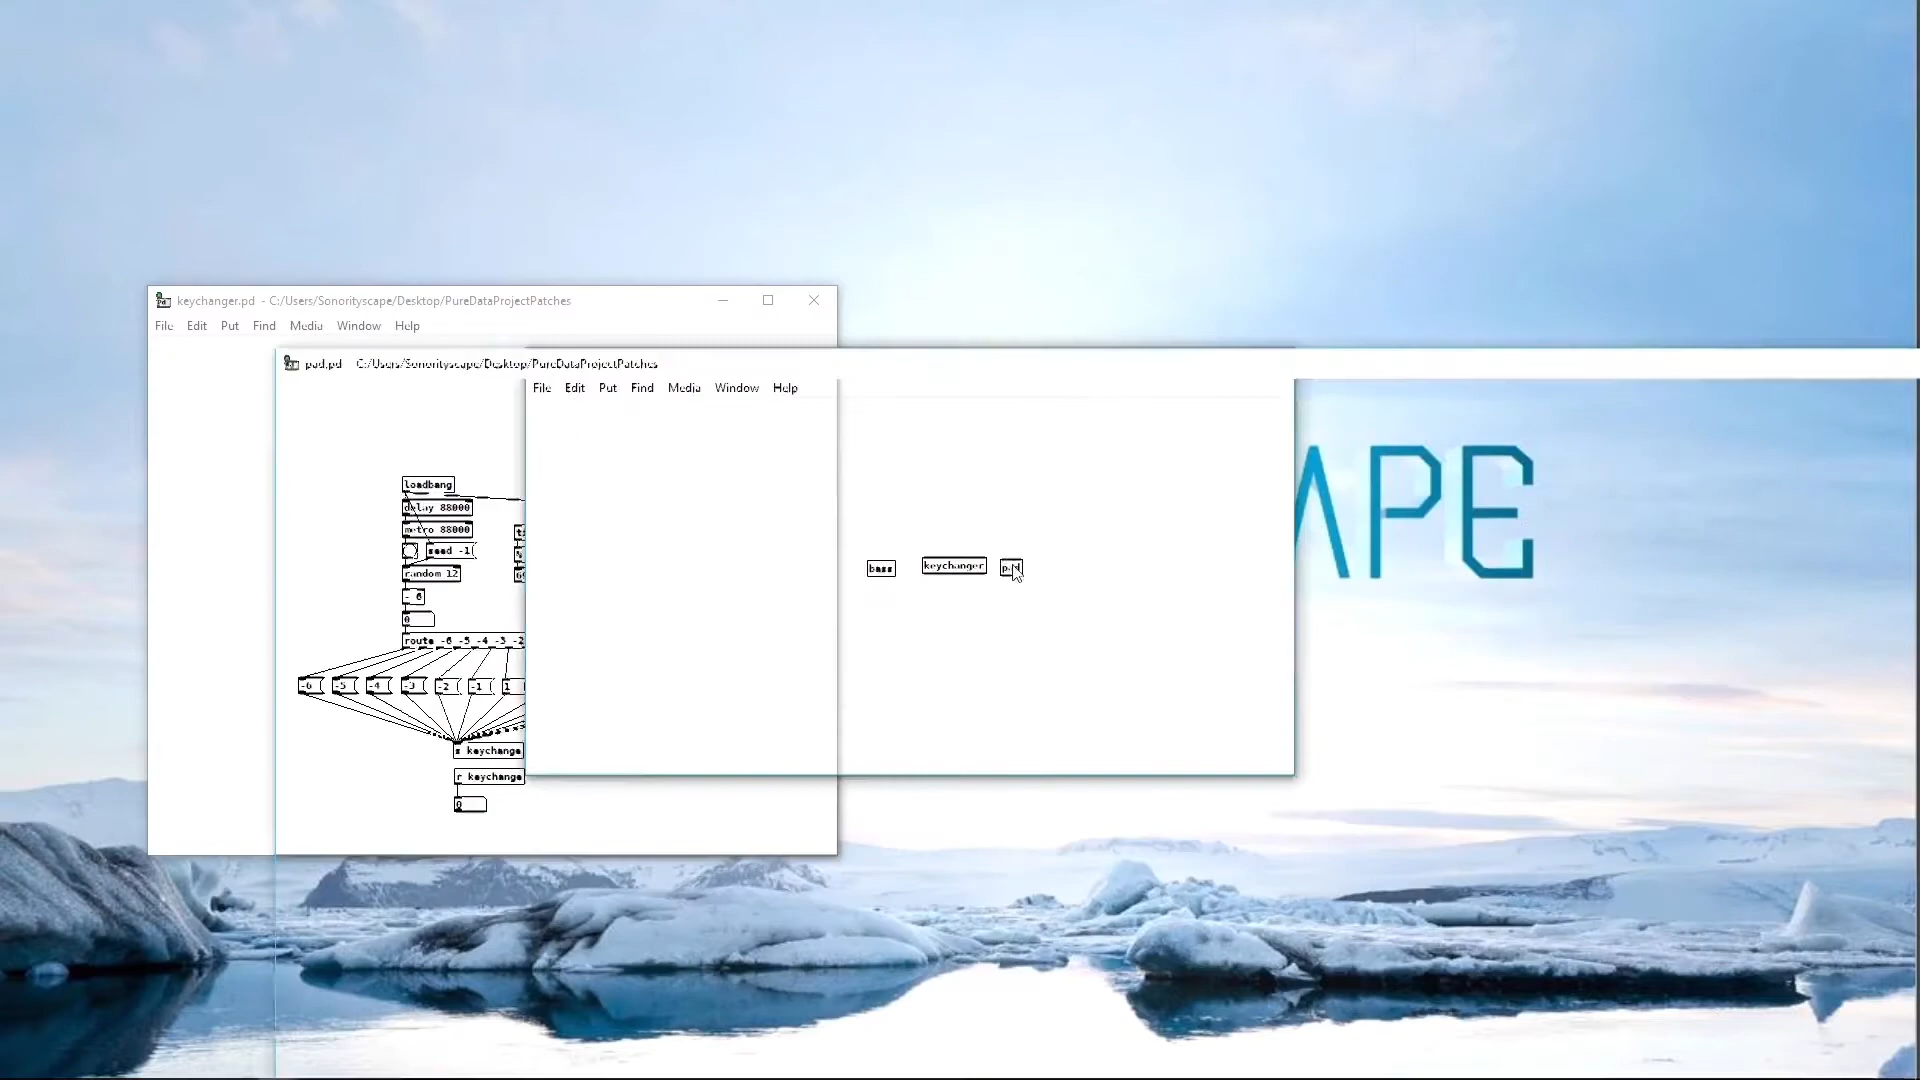 keychanger.pd - C:/Users/Sonorityscape/Desktop/PureDataProjectPatches
File Edit Put Find Media Window Help
pad.pd C:/Users/Sonorityscape/Desktop/PureDataProjectPatches
File Edit Put Find Media Window Help
loadbang
delay 88000
metro 88000
seed -1
random 12
- 6
0
route -6 -5 -4 -3 -2
-6 -5 -4 -3 -2 -1 1
s keychange
r keychange
0
bass keychanger
APE